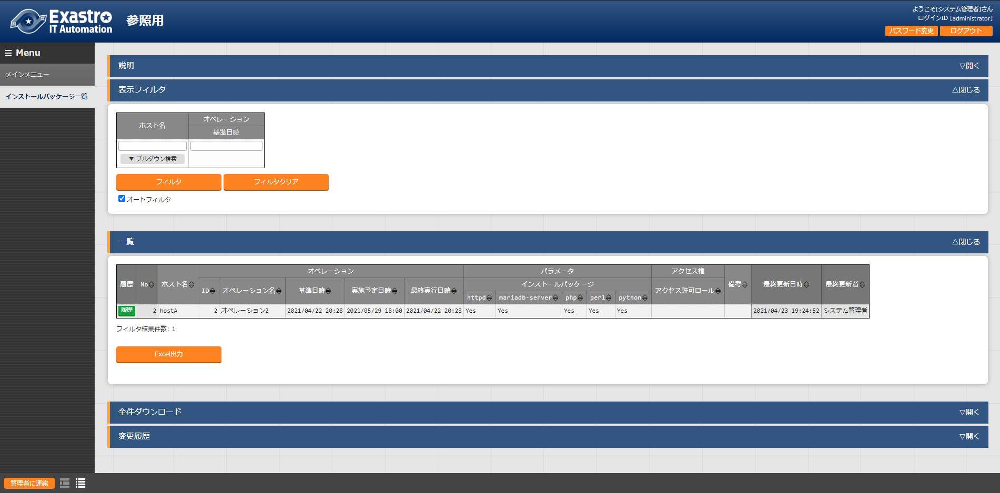 Exastro
IT Automation
参照用
ようこそ[システム管理者]さん
ログインID [administrator]
パスワード変更 ログアウト
Menu
メインメニュー
インストールパッケージ一覧
説明 ▽開く
表示フィルタ △閉じる
ホスト名 オペレーション
基準日時
▼ プルダウン検索
フィルタ フィルタクリア
オートフィルタ
一覧 △閉じる
履歴 No ホスト名 オペレーション パラメータ アクセス権 備考 最終更新日時 最終更新者
ID オペレーション名 基準日時 実施予定日時 最終実行日時 インストールパッケージ アクセス許可ロール
httpd mariadb-server php perl python
履歴 2 hostA 2 オペレーション2 2021/04/22 20:28 2021/05/29 18:00 2021/04/22 20:28 Yes Yes Yes Yes Yes 2021/04/23 19:24:52 システム管理者
フィルタ結果件数: 1
Excel出力
全件ダウンロード ▽開く
変更履歴 ▽開く
管理者に連絡